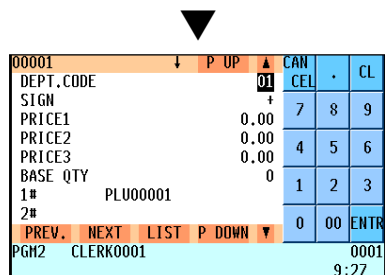 00001 ↓ P UP ▲
DEPT.CODE 01
SIGN +
PRICE1 0.00
PRICE2 0.00
PRICE3 0.00
BASE QTY 0
1# PLU00001
2#
PREV. NEXT LIST P DOWN ▼
CAN
CEL . CL
7 8 9
4 5 6
1 2 3
0 00 ENTR
PGM2 CLERK0001 0001
9:27